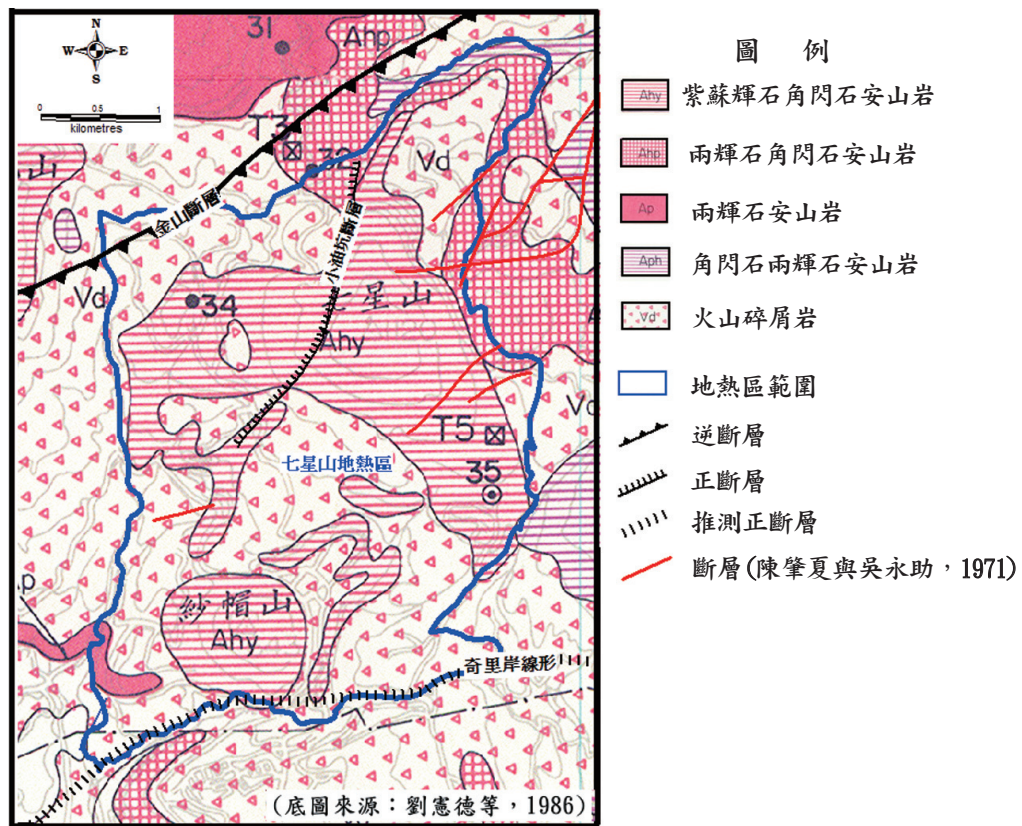 N
W E
S
0 0.5 1
kilometres
31
Ahp
T3
32
Vd
山
金山斷層
小油坑斷層
Vd
34
七星山
Ahy
T5
35
七星山地熱區
紗帽山
Ahy
奇里岸線形
(底圖來源：劉憲德等，1986)
圖 例
Ahy 紫蘇輝石角閃石安山岩
Ahp 兩輝石角閃石安山岩
Ap 兩輝石安山岩
Aph 角閃石兩輝石安山岩
Vd 火山碎屑岩
地熱區範圍
逆斷層
正斷層
推測正斷層
斷層(陳肇夏與吳永助，1971)